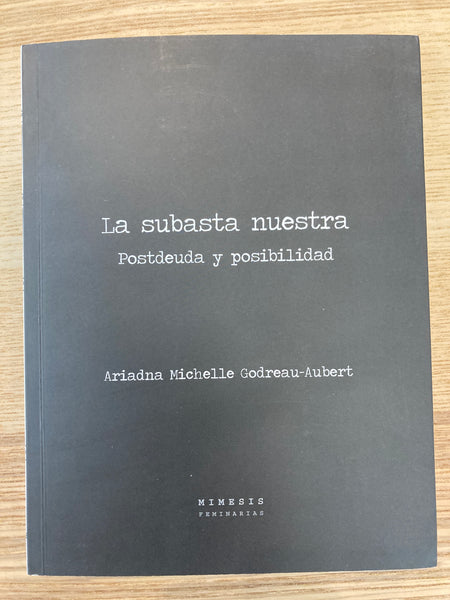 La subasta nuestra
Postdeuda y posibilidad
Ariadna Michelle Godreau-Aubert
MIMESIS
FEMINARIAS